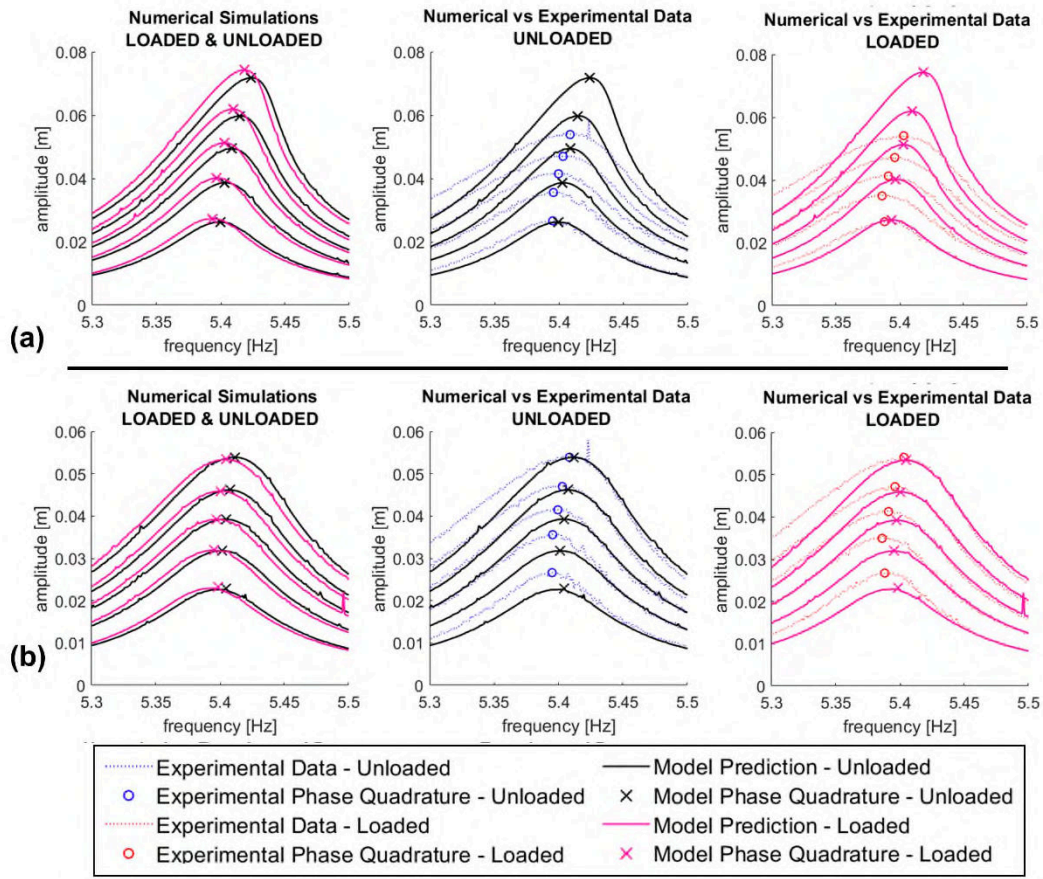 Numerical Simulations
LOADED & UNLOADED
Numerical vs Experimental Data
UNLOADED
Numerical vs Experimental Data
LOADED
0.08
0.06
0.04
0.02
0
amplitude [m]
5.3 5.35 5.4 5.45 5.5
frequency [Hz]
0.08
0.06
0.04
0.02
0
amplitude [m]
5.3 5.35 5.4 5.45 5.5
frequency [Hz]
0.08
0.06
0.04
0.02
0
amplitude [m]
5.3 5.35 5.4 5.45 5.5
frequency [Hz]
(a)
Numerical Simulations
LOADED & UNLOADED
Numerical vs Experimental Data
UNLOADED
Numerical vs Experimental Data
LOADED
0.06
0.05
0.04
0.03
0.02
0.01
0
amplitude [m]
5.3 5.35 5.4 5.45 5.5
frequency [Hz]
0.06
0.05
0.04
0.03
0.02
0.01
0
amplitude [m]
5.3 5.35 5.4 5.45 5.5
frequency [Hz]
0.06
0.05
0.04
0.03
0.02
0.01
0
amplitude [m]
5.3 5.35 5.4 5.45 5.5
frequency [Hz]
(b)
Experimental Data - Unloaded
Experimental Phase Quadrature - Unloaded
Experimental Data - Loaded
Experimental Phase Quadrature - Loaded
Model Prediction - Unloaded
Model Phase Quadrature - Unloaded
Model Prediction - Loaded
Model Phase Quadrature - Loaded